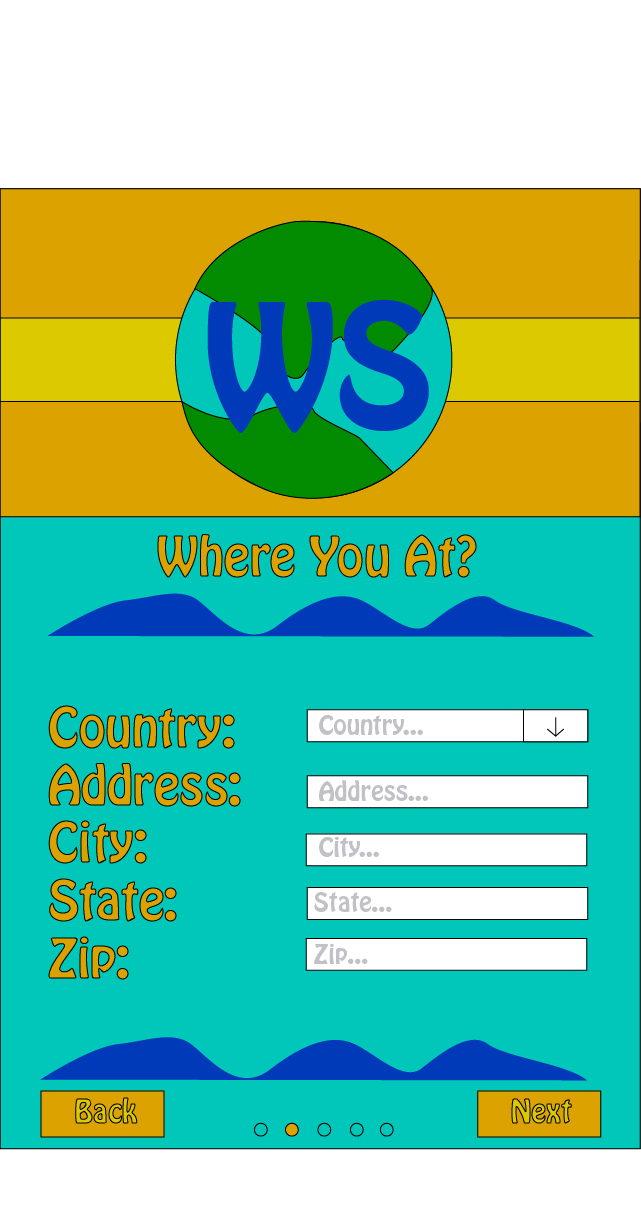 WS
Where You At?
Country: Country...
Address: Address...
City: City...
State: State...
Zip: Zip...
Back Next